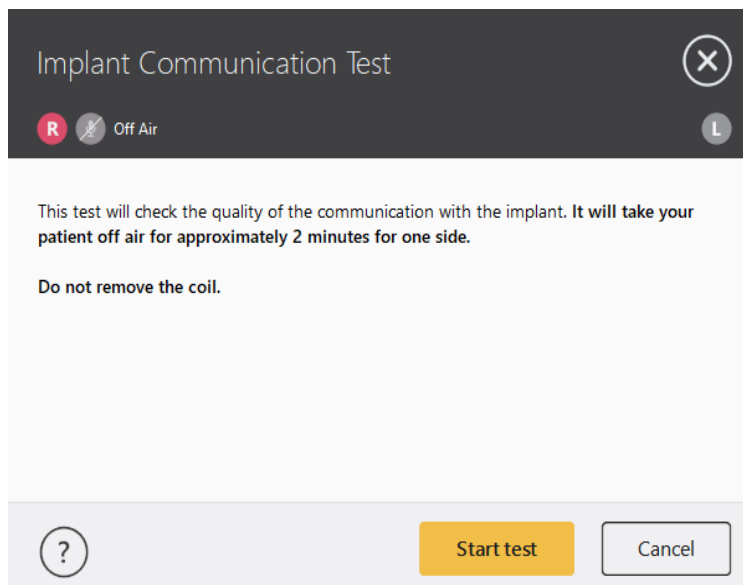 Implant Communication Test
R Off Air L
This test will check the quality of the communication with the implant. It will take your
patient off air for approximately 2 minutes for one side.
Do not remove the coil.
? Start test Cancel